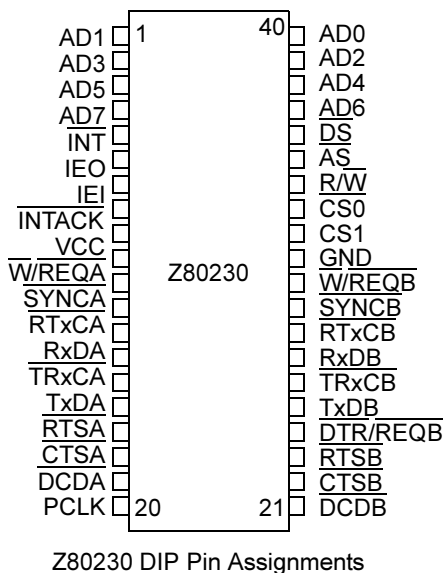 AD1 1 40 AD0
AD3 AD2
AD5 AD4
AD7 AD6
INT DS
IEO AS
IEI R/W
INTACK CS0
VCC CS1
W/REQA Z80230 GND
SYNCA W/REQB
RTxCA SYNCB
RxDA RTxCB
TRxCA RxDB
TxDA TRxCB
RTSA TxDB
CTSA DTR/REQB
DCDA RTSB
PCLK 20 21 CTSB
DCDB
Z80230 DIP Pin Assignments